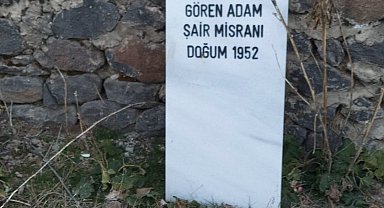 GÖREN ADAM
ŞAİR MİSRANİ
DOĞUM 1952